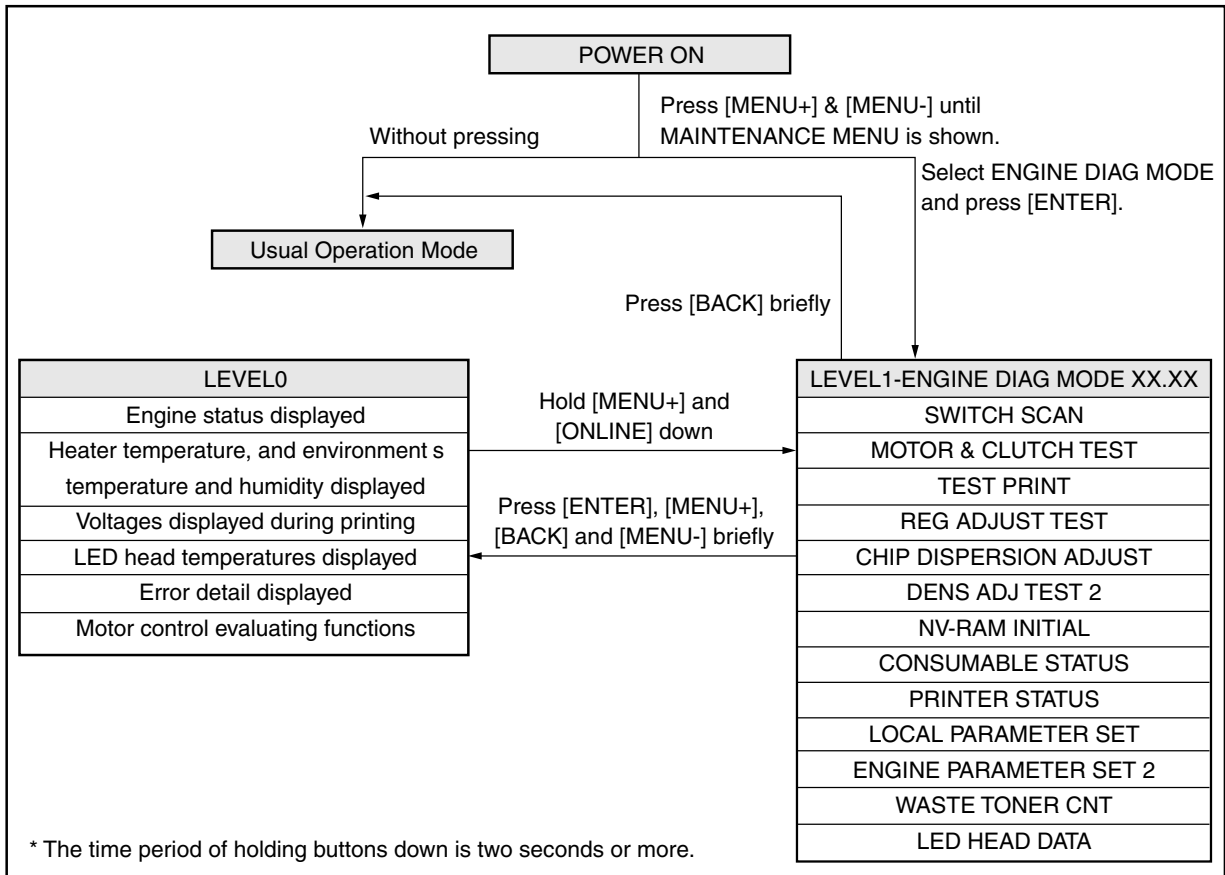 POWER ON
Press [MENU+] & [MENU-] until
MAINTENANCE MENU is shown.
Without pressing
Select ENGINE DIAG MODE
and press [ENTER].
Usual Operation Mode
Press [BACK] briefly
LEVEL0
Engine status displayed
Heater temperature, and environment s
temperature and humidity displayed
Voltages displayed during printing
LED head temperatures displayed
Error detail displayed
Motor control evaluating functions
Hold [MENU+] and
[ONLINE] down
Press [ENTER], [MENU+],
[BACK] and [MENU-] briefly
LEVEL1-ENGINE DIAG MODE XX.XX
SWITCH SCAN
MOTOR & CLUTCH TEST
TEST PRINT
REG ADJUST TEST
CHIP DISPERSION ADJUST
DENS ADJ TEST 2
NV-RAM INITIAL
CONSUMABLE STATUS
PRINTER STATUS
LOCAL PARAMETER SET
ENGINE PARAMETER SET 2
WASTE TONER CNT
LED HEAD DATA
* The time period of holding buttons down is two seconds or more.